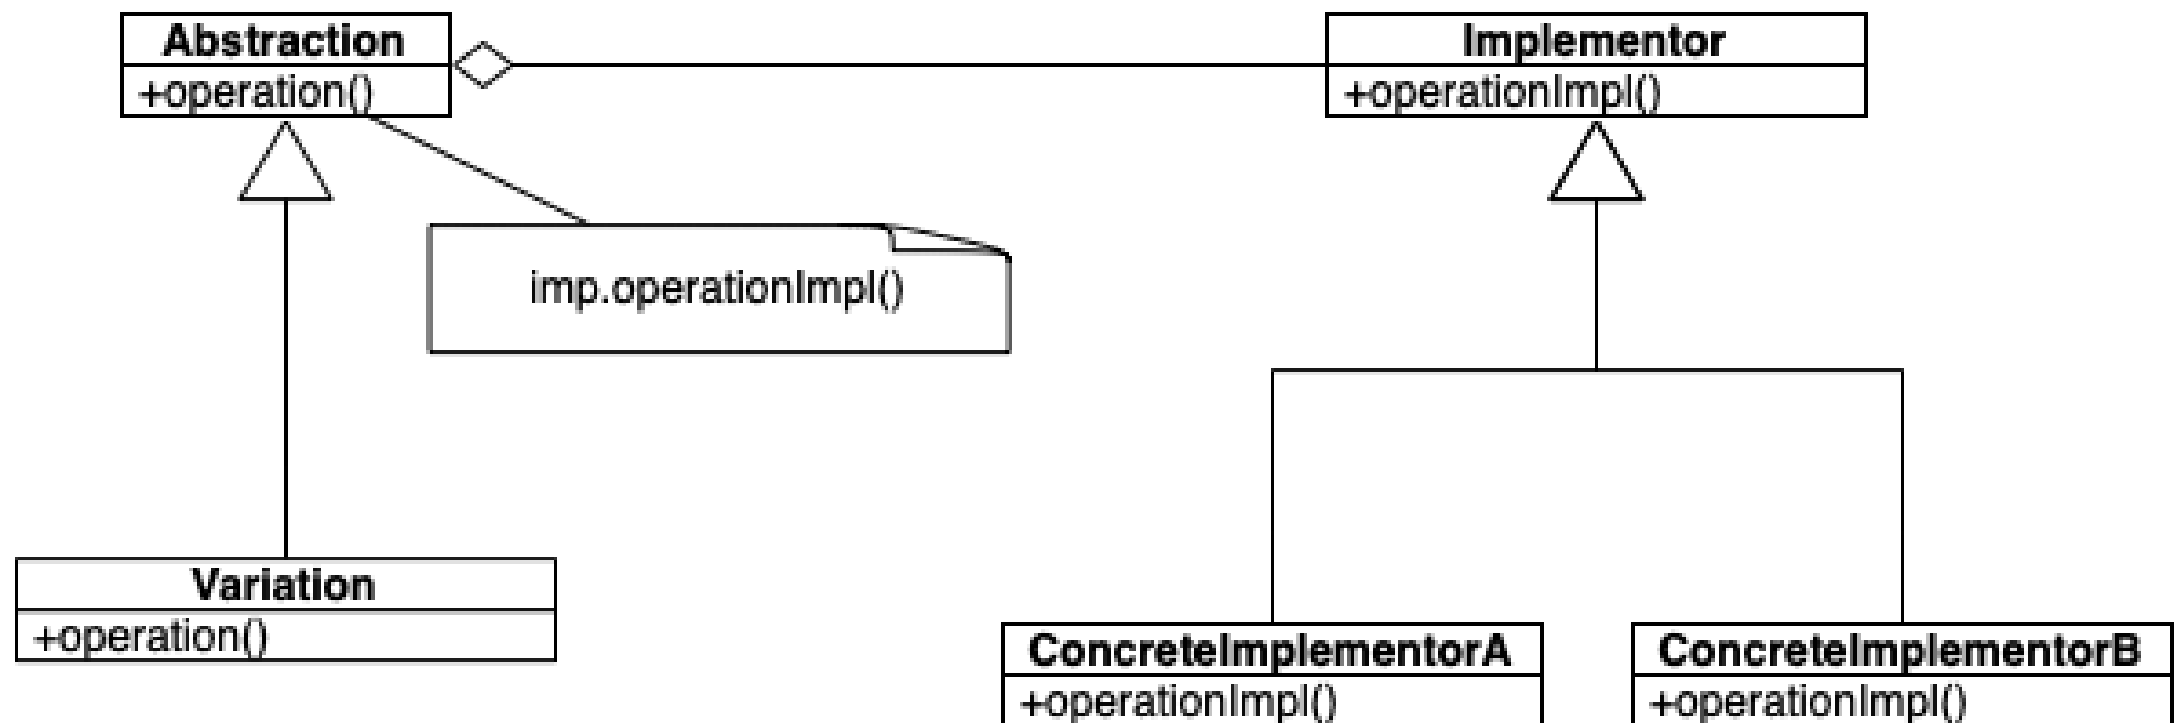 Abstraction
+operation()
Implementor
+operationImpl()
imp.operationImpl()
Variation
+operation()
ConcreteImplementorA
+operationImpl()
ConcreteImplementorB
+operationImpl()